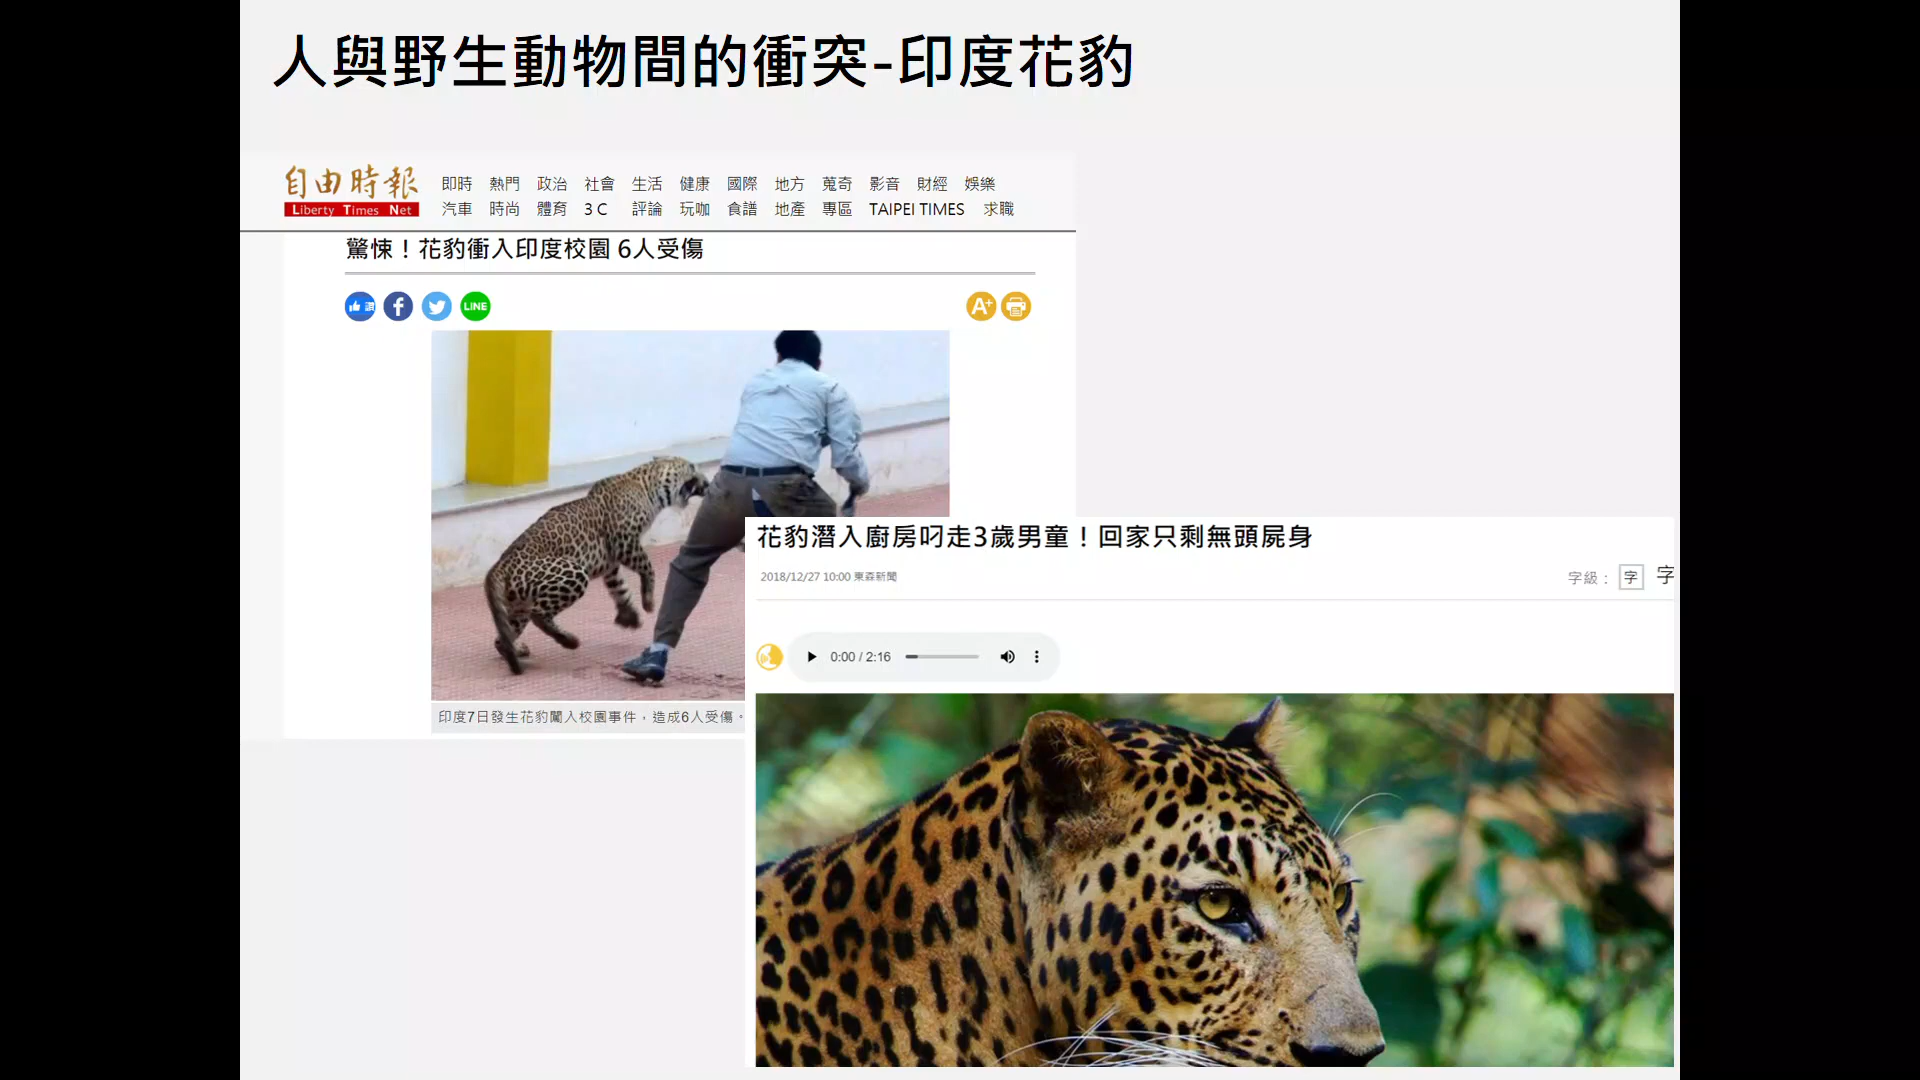 人與野生動物間的衝突-印度花豹
自由時報 即時 熱門 政治 社會 生活 健康 國際 地方 蒐奇 影音 財經 娛樂
Liberty Times Net 汽車 時尚 體育 3 C 評論 玩咖 食譜 地產 專區 TAIPEI TIMES 求職
驚悚！花豹衝入印度校園 6人受傷
讚 f LINE A+
印度7日發生花豹闖入校園事件，造成6人受傷。
花豹潛入廚房叼走3歲男童！回家只剩無頭屍身
2018/12/27 10:00 東森新聞 字級： 字 字
0:00 / 2:16